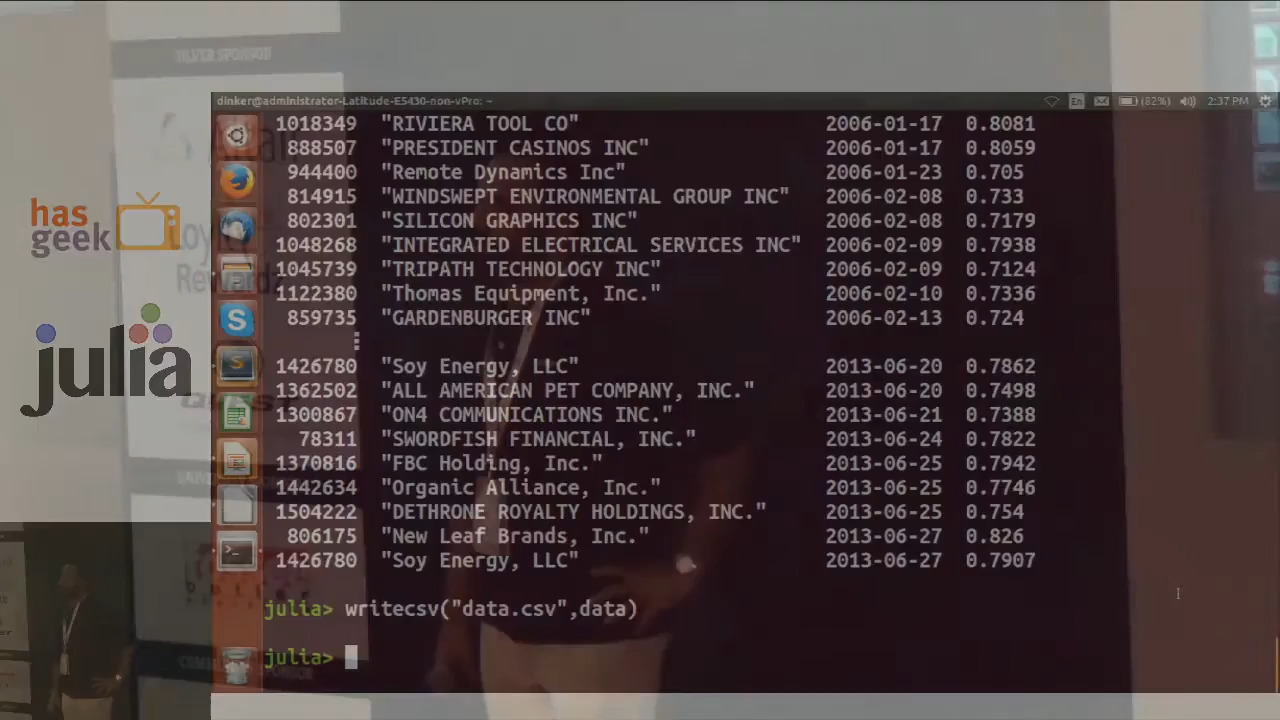 SILVER SPONSOR
dinker@administrator-Latitude-E5430-non-vPro: ~
En
(82%)
2:37 PM
1018349 "RIVIERA TOOL CO" 2006-01-17 0.8081
888507 "PRESIDENT CASINOS INC" 2006-01-17 0.8059
944400 "Remote Dynamics Inc" 2006-01-23 0.705
814915 "WINDSWEPT ENVIRONMENTAL GROUP INC" 2006-02-08 0.733
802301 "SILICON GRAPHICS INC" 2006-02-08 0.7179
1048268 "INTEGRATED ELECTRICAL SERVICES INC" 2006-02-09 0.7938
1045739 "TRIPATH TECHNOLOGY INC" 2006-02-09 0.7124
1122380 "Thomas Equipment, Inc." 2006-02-10 0.7336
859735 "GARDENBURGER INC" 2006-02-13 0.724
⋮
1426780 "Soy Energy, LLC" 2013-06-20 0.7862
1362502 "ALL AMERICAN PET COMPANY, INC." 2013-06-20 0.7498
1300867 "ON4 COMMUNICATIONS INC." 2013-06-21 0.7388
78311 "SWORDFISH FINANCIAL, INC." 2013-06-24 0.7822
1370816 "FBC Holding, Inc." 2013-06-25 0.7942
1442634 "Organic Alliance, Inc." 2013-06-25 0.7746
1504222 "DETHRONE ROYALTY HOLDINGS, INC." 2013-06-25 0.754
806175 "New Leaf Brands, Inc." 2013-06-27 0.826
1426780 "Soy Energy, LLC" 2013-06-27 0.7907
julia> writecsv("data.csv",data)
julia>
has
geek
julia